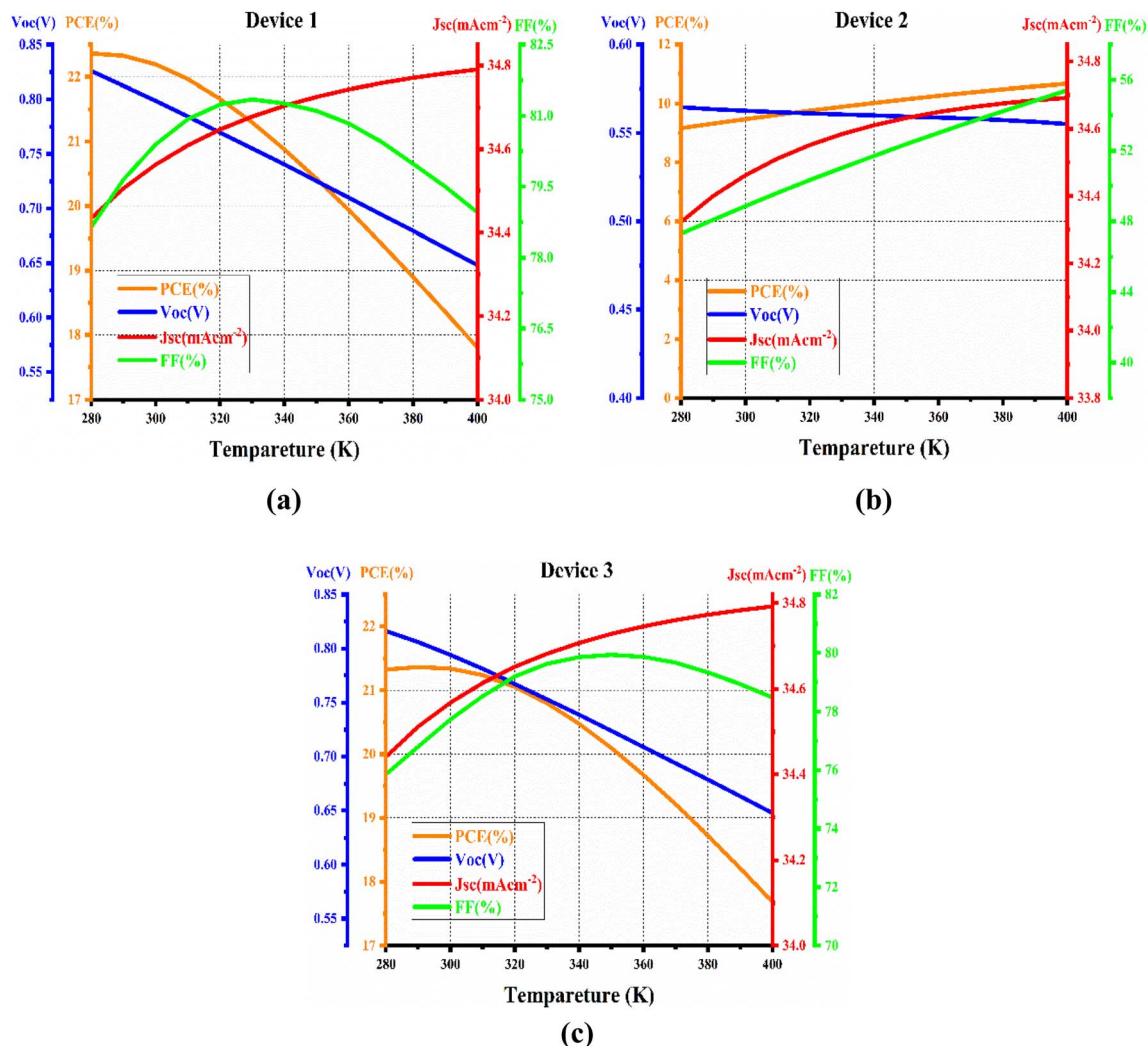 Device 1
Voc(V) PCE(%) Jsc(mAcm-2) FF(%)
0.85
0.80
0.75
0.70
0.65
0.60
0.55
22
21
20
19
18
17
34.8
34.6
34.4
34.2
34.0
82.5
81.0
79.5
78.0
76.5
75.0
PCE(%)
Voc(V)
Jsc(mAcm-2)
FF(%)
280 300 320 340 360 380 400
Tempareture (K)
(a)
Device 2
Voc(V) PCE(%) Jsc(mAcm-2) FF(%)
0.60
0.55
0.50
0.45
0.40
12
10
8
6
4
2
0
34.8
34.6
34.4
34.2
34.0
33.8
56
52
48
44
40
PCE(%)
Voc(V)
Jsc(mAcm-2)
FF(%)
280 300 320 340 360 380 400
Tempareture (K)
(b)
Device 3
Voc(V) PCE(%) Jsc(mAcm-2) FF(%)
0.85
0.80
0.75
0.70
0.65
0.60
0.55
22
21
20
19
18
17
34.8
34.6
34.4
34.2
34.0
82
80
78
76
74
72
70
PCE(%)
Voc(V)
Jsc(mAcm-2)
FF(%)
280 300 320 340 360 380 400
Tempareture (K)
(c)